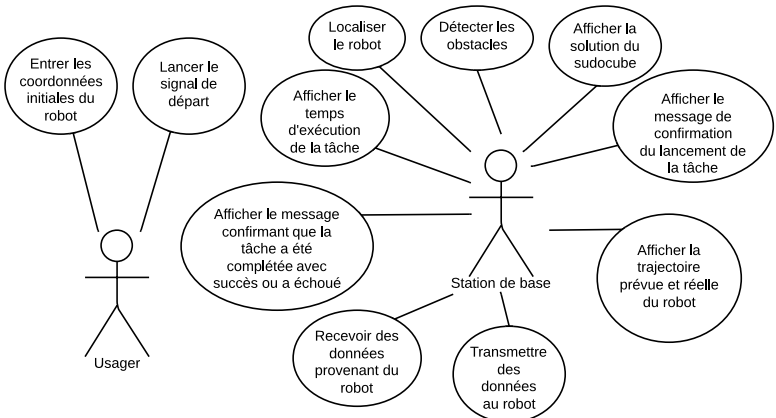 Entrer les
coordonnées
initiales du
robot
Lancer le
signal de
départ
Usager
Localiser
le robot
Détecter les
obstacles
Afficher la
solution du
sudocube
Afficher le
temps
d'exécution
de la tâche
Afficher le
message de
confirmation
du lancement de
la tâche
Afficher le message
confirmant que la
tâche a été
complétée avec
succès ou a échoué
Station de base
Afficher la
trajectoire
prévue et réelle
du robot
Recevoir des
données
provenant du
robot
Transmettre
des
données
au robot